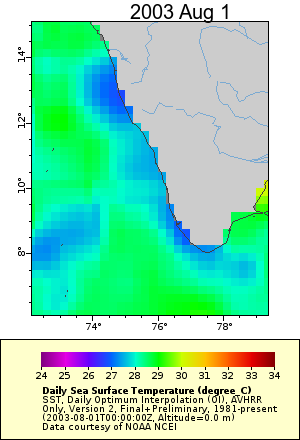 2003 Aug 1
14°
12°
10°
8°
74° 76° 78°
24 25 26 27 28 29 30 31 32 33 34
Daily Sea Surface Temperature (degree_C)
SST, Daily Optimum Interpolation (OI), AVHRR
Only, Version 2, Final+Preliminary, 1981-present
(2003-08-01T00:00:00Z, Altitude=0.0 m)
Data courtesy of NOAA NCEI